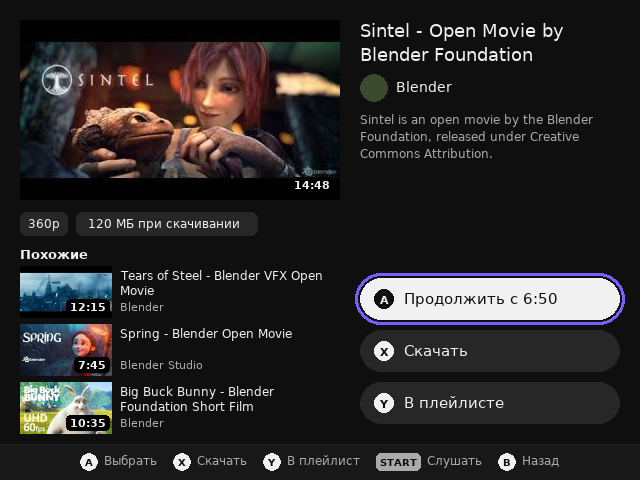 SINTEL
blender
14:48
360p
120 МБ при скачивании
Похожие
12:15
Tears of Steel - Blender VFX Open
Movie
Blender
SPRING
7:45
Spring - Blender Open Movie
Blender Studio
Big Buck
BUNNY
UHD
60fps
10:35
Big Buck Bunny - Blender
Foundation Short Film
Blender
Sintel - Open Movie by
Blender Foundation
Blender
Sintel is an open movie by the Blender
Foundation, released under Creative
Commons Attribution.
A Продолжить с 6:50
X Скачать
Y В плейлисте
A Выбрать X Скачать Y В плейлист START Слушать B Назад